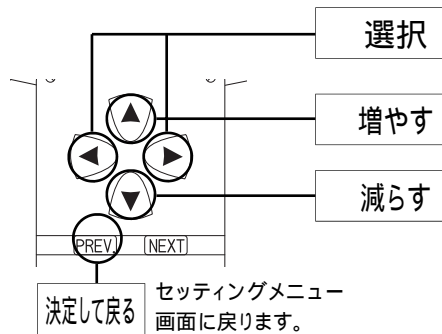 選択
増やす
減らす
PREV. NEXT
決定して戻る
セッティングメニュー
画面に戻ります。